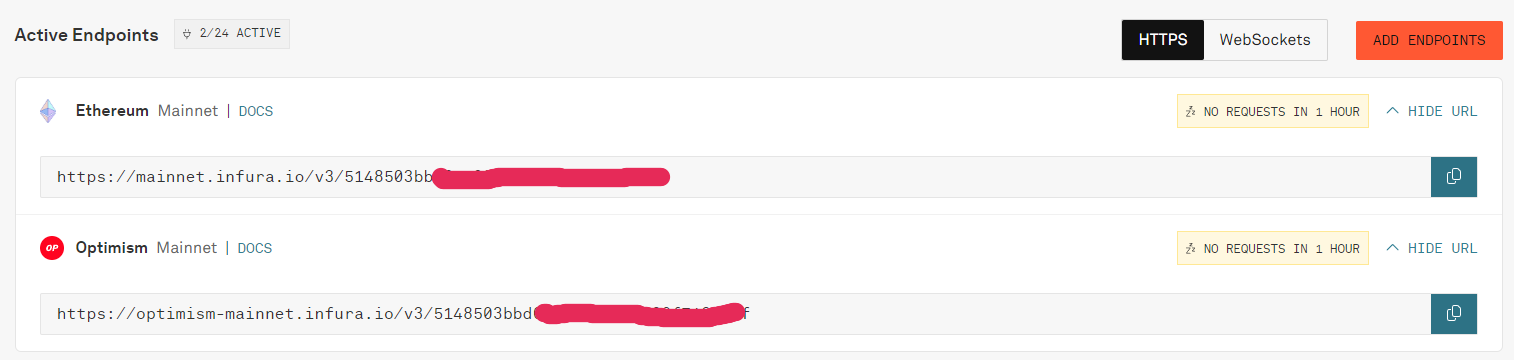 Active Endpoints 2/24 ACTIVE HTTPS WebSockets ADD ENDPOINTS
Ethereum Mainnet | DOCS NO REQUESTS IN 1 HOUR HIDE URL
https://mainnet.infura.io/v3/5148503bb
OP Optimism Mainnet | DOCS NO REQUESTS IN 1 HOUR HIDE URL
https://optimism-mainnet.infura.io/v3/5148503bbd